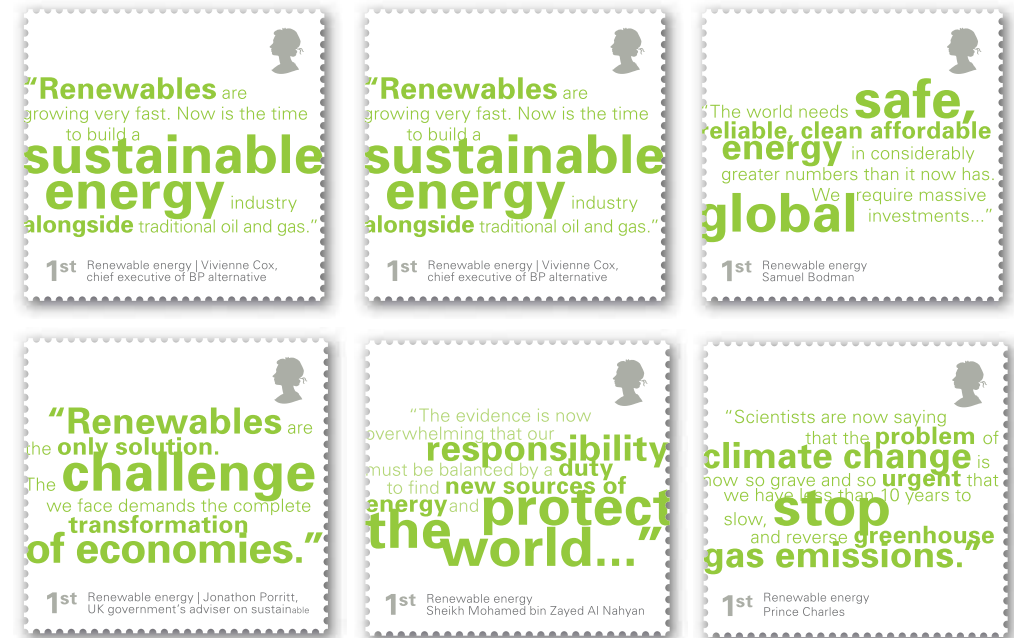 “Renewables are
growing very fast. Now is the time
to build a
sustainable
energy industry
alongside traditional oil and gas.”
1st Renewable energy | Vivienne Cox,
chief executive of BP alternative
“Renewables are
growing very fast. Now is the time
to build a
sustainable
energy industry
alongside traditional oil and gas.”
1st Renewable energy | Vivienne Cox,
chief executive of BP alternative
“The world needs safe,
reliable, clean affordable
energy in considerably
greater numbers than it now has.
We require massive
global investments...”
1st Renewable energy
Samuel Bodman
“Renewables are
the only solution.
The challenge
we face demands the complete
transformation
of economies.”
1st Renewable energy | Jonathon Porritt,
UK government’s adviser on sustainable
“The evidence is now
overwhelming that our
responsibility
must be balanced by a duty
to find new sources of
energy and protect
the world...”
1st Renewable energy
Sheikh Mohamed bin Zayed Al Nahyan
“Scientists are now saying
that the problem of
climate change is
now so grave and so urgent that
we have less than 10 years to
slow, stop
and reverse greenhouse
gas emissions.”
1st Renewable energy
Prince Charles